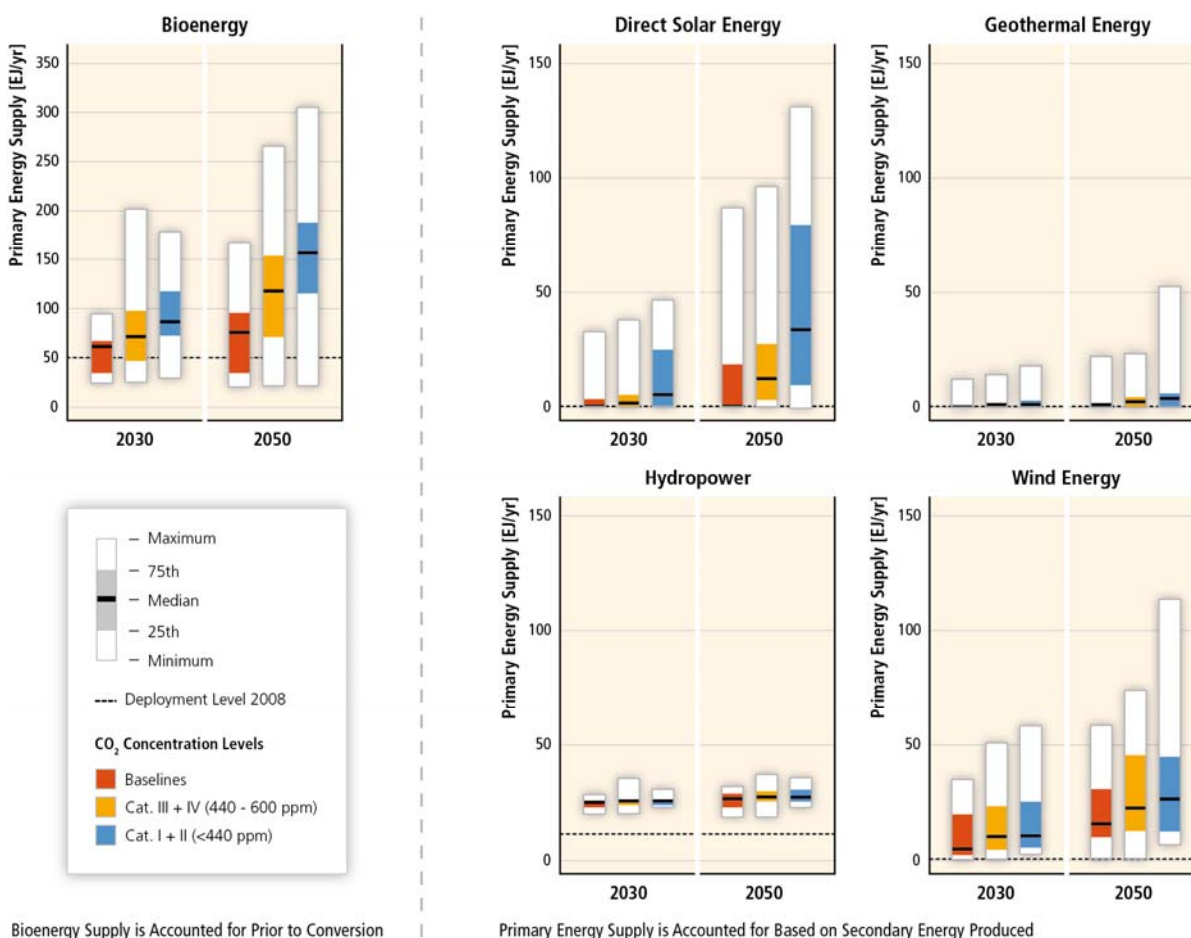 Bioenergy
Primary Energy Supply [EJ/yr]
350
300
250
200
150
100
50
0
2030
2050
Direct Solar Energy
Primary Energy Supply [EJ/yr]
150
100
50
0
2030
2050
Geothermal Energy
Primary Energy Supply [EJ/yr]
150
100
50
0
2030
2050
Maximum
75th
Median
25th
Minimum
Deployment Level 2008
CO2 Concentration Levels
Baselines
Cat. III + IV (440 - 600 ppm)
Cat. I + II (<440 ppm)
Hydropower
Primary Energy Supply [EJ/yr]
150
100
50
0
2030
2050
Wind Energy
Primary Energy Supply [EJ/yr]
150
100
50
0
2030
2050
Bioenergy Supply is Accounted for Prior to Conversion
Primary Energy Supply is Accounted for Based on Secondary Energy Produced